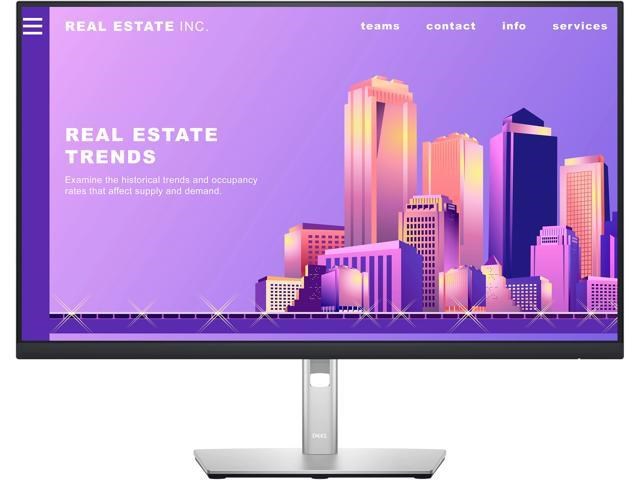 REAL ESTATE INC.
teams contact info services
REAL ESTATE
TRENDS
Examine the historical trends and occupancy
rates that affect supply and demand.
DELL